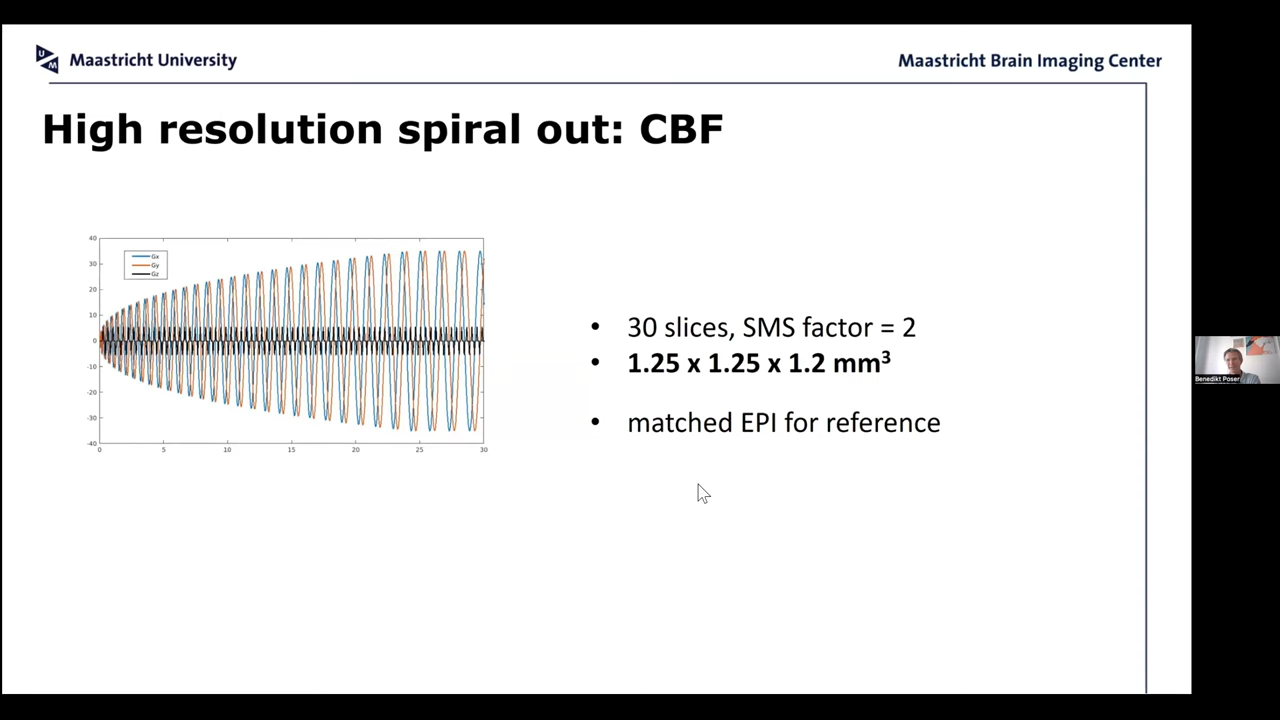 U
M
Maastricht University
Maastricht Brain Imaging Center
High resolution spiral out: CBF
40
30
20
10
0
-10
-20
-30
-40
0 5 10 15 20 25 30
Gx
Gy
Gz
• 30 slices, SMS factor = 2
• 1.25 x 1.25 x 1.2 mm³
• matched EPI for reference
Benedikt Poser